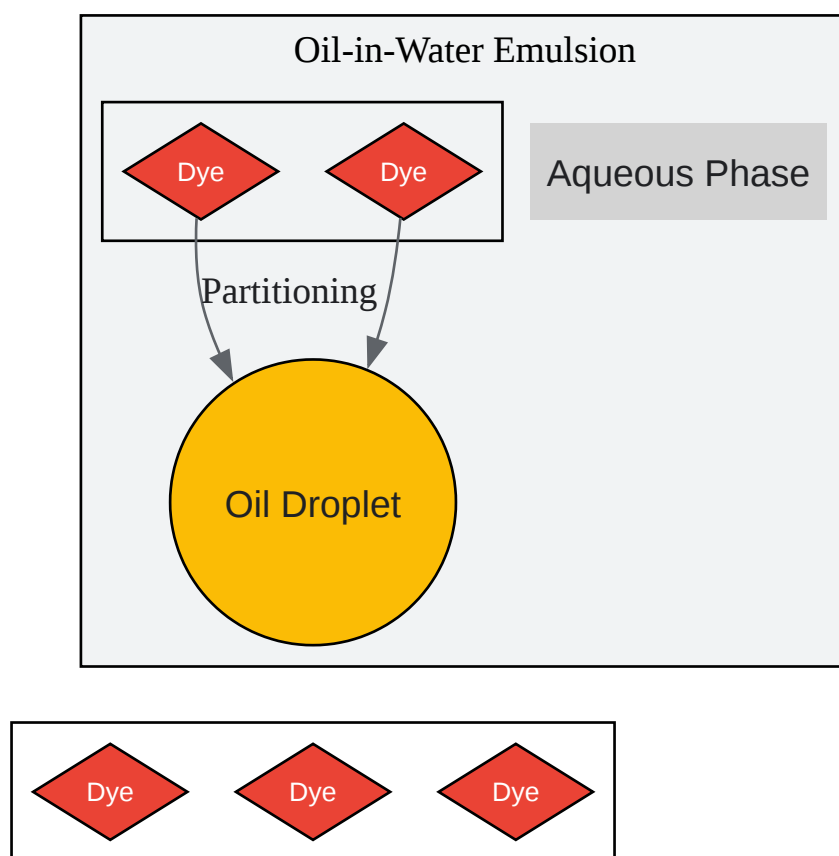 Oil-in-Water Emulsion
Dye
Dye
Aqueous Phase
Partitioning
Oil Droplet
Dye
Dye
Dye